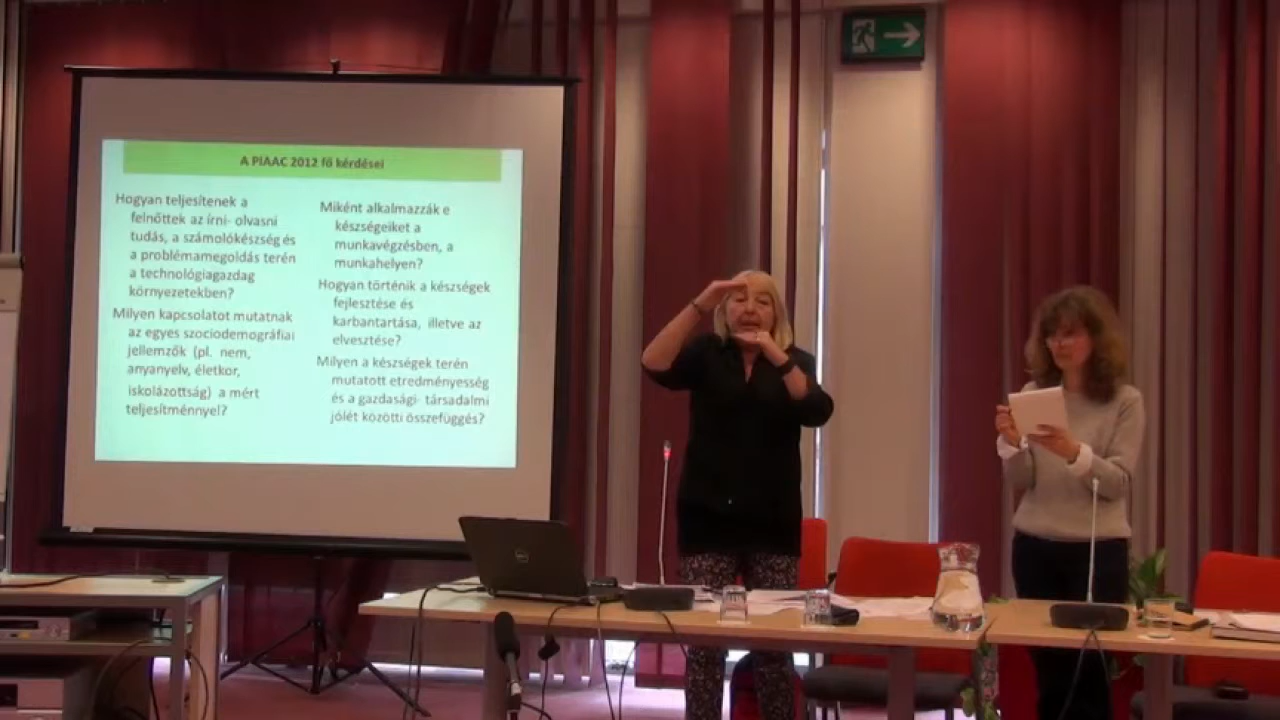 A PIAAC 2012 fő kérdései
Hogyan teljesítenek a
felnőttek az írni- olvasni
tudás, a számolókészség és
a problémamegoldás terén
a technológiagazdag
környezetekben?
Milyen kapcsolatot mutatnak
az egyes szociodemográfiai
jellemzők (pl. nem,
anyanyelv, életkor,
iskolázottság) a mért
teljesítménnyel?
Miként alkalmazzák e
készségeiket a
munkavégzésben, a
munkahelyen?
Hogyan történik a készségek
fejlesztése és
karbantartása, illetve az
elvesztése?
Milyen a készségek terén
mutatott etredményesség
és a gazdasági- társadalmi
jólét közötti összefüggés?
DELL